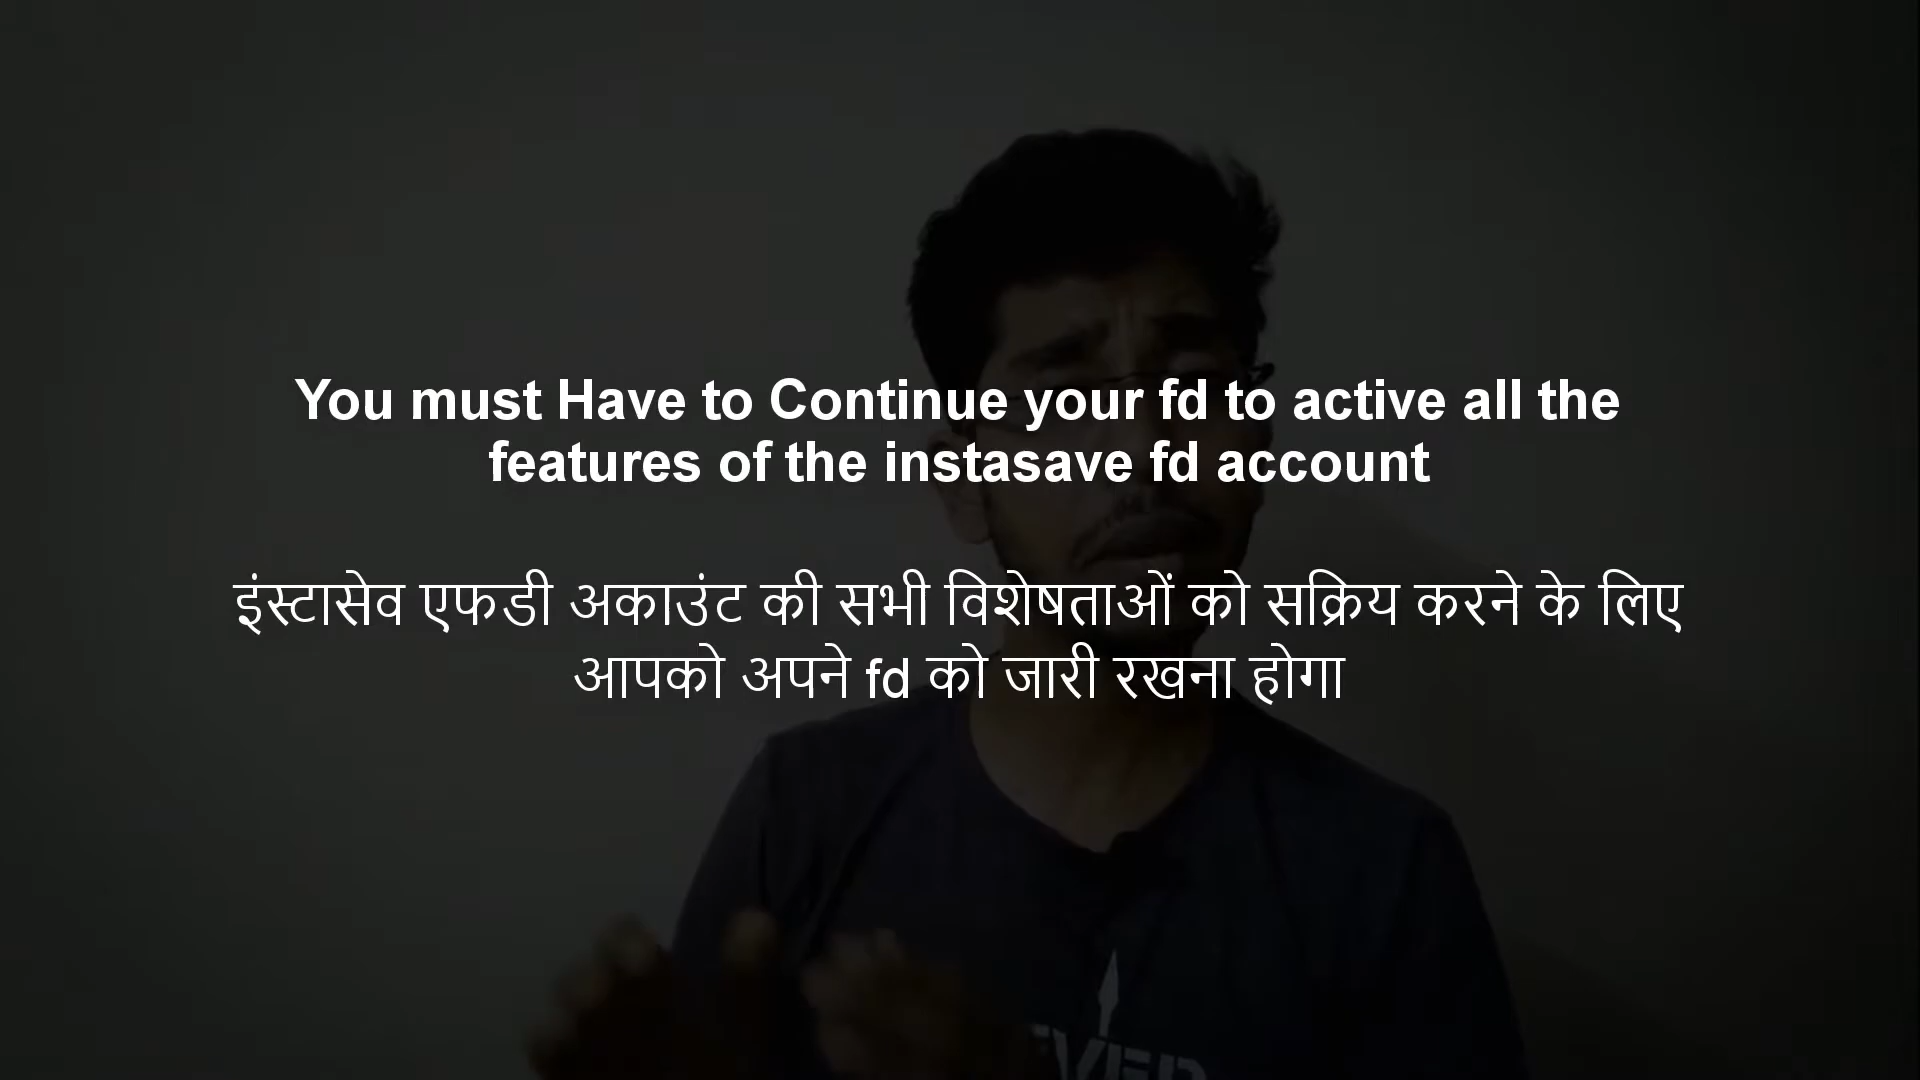 You must Have to Continue your fd to active all the
features of the instasave fd account
इंस्टासेव एफडी अकाउंट की सभी विशेषताओं को सक्रिय करने के लिए
आपको अपने fd को जारी रखना होगा